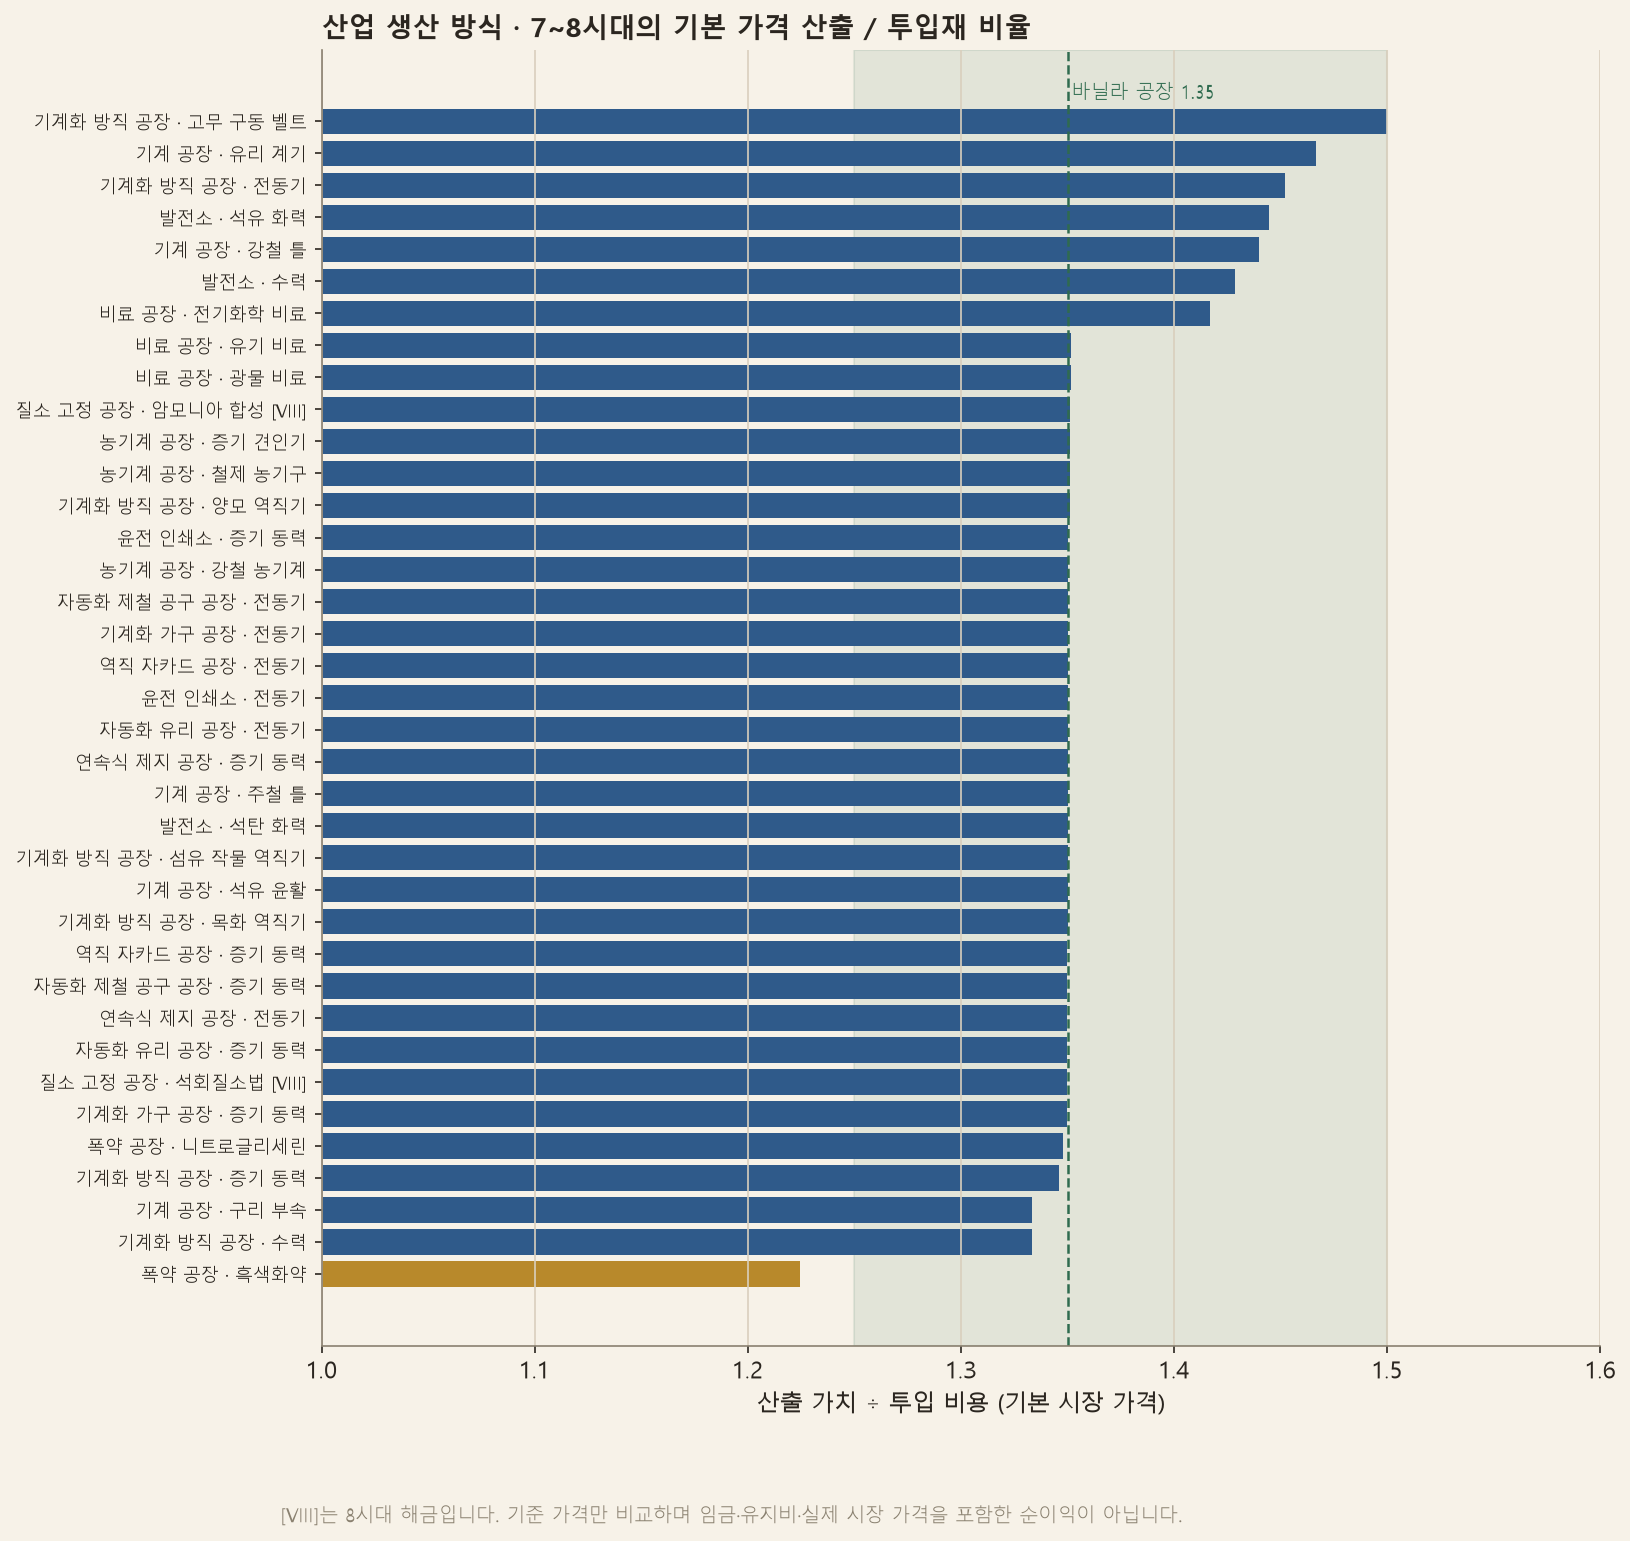 산업 생산 방식 · 7~8시대의 기본 가격 산출 / 투입재 비율
바닐라 공장 1.35
기계화 방직 공장 · 고무 구동 벨트
기계 공장 · 유리 계기
기계화 방직 공장 · 전동기
발전소 · 석유 화력
기계 공장 · 강철 틀
발전소 · 수력
비료 공장 · 전기화학 비료
비료 공장 · 유기 비료
비료 공장 · 광물 비료
질소 고정 공장 · 암모니아 합성 [VIII]
농기계 공장 · 증기 견인기
농기계 공장 · 철제 농기구
기계화 방직 공장 · 양모 역직기
윤전 인쇄소 · 증기 동력
농기계 공장 · 강철 농기계
자동화 제철 공구 공장 · 전동기
기계화 가구 공장 · 전동기
역직 자카드 공장 · 전동기
윤전 인쇄소 · 전동기
자동화 유리 공장 · 전동기
연속식 제지 공장 · 증기 동력
기계 공장 · 주철 틀
발전소 · 석탄 화력
기계화 방직 공장 · 섬유 작물 역직기
기계 공장 · 석유 윤활
기계화 방직 공장 · 목화 역직기
역직 자카드 공장 · 증기 동력
자동화 제철 공구 공장 · 증기 동력
연속식 제지 공장 · 전동기
자동화 유리 공장 · 증기 동력
질소 고정 공장 · 석회질소법 [VIII]
기계화 가구 공장 · 증기 동력
폭약 공장 · 니트로글리세린
기계화 방직 공장 · 증기 동력
기계 공장 · 구리 부속
기계화 방직 공장 · 수력
폭약 공장 · 흑색화약
1.0 1.1 1.2 1.3 1.4 1.5 1.6
산출 가치 ÷ 투입 비용 (기본 시장 가격)
[VIII]는 8시대 해금입니다. 기준 가격만 비교하며 임금·유지비·실제 시장 가격을 포함한 순이익이 아닙니다.